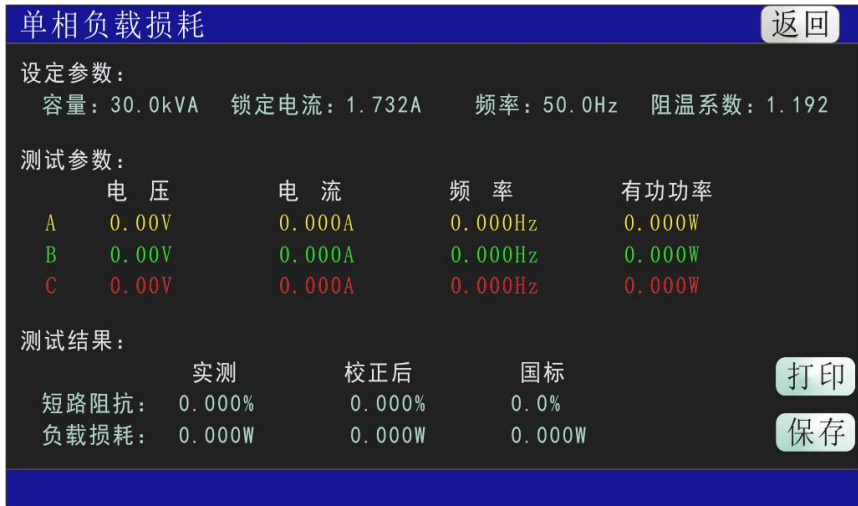 单相负载损耗 返回
设定参数：
容量：30.0kVA 锁定电流：1.732A 频率：50.0Hz 阻温系数：1.192
测试参数：
电 压 电 流 频 率 有功功率
A 0.00V 0.000A 0.000Hz 0.000W
B 0.00V 0.000A 0.000Hz 0.000W
C 0.00V 0.000A 0.000Hz 0.000W
测试结果：
实测 校正后 国标
短路阻抗： 0.000% 0.000% 0.0%
负载损耗： 0.000W 0.000W 0.000W
打印
保存